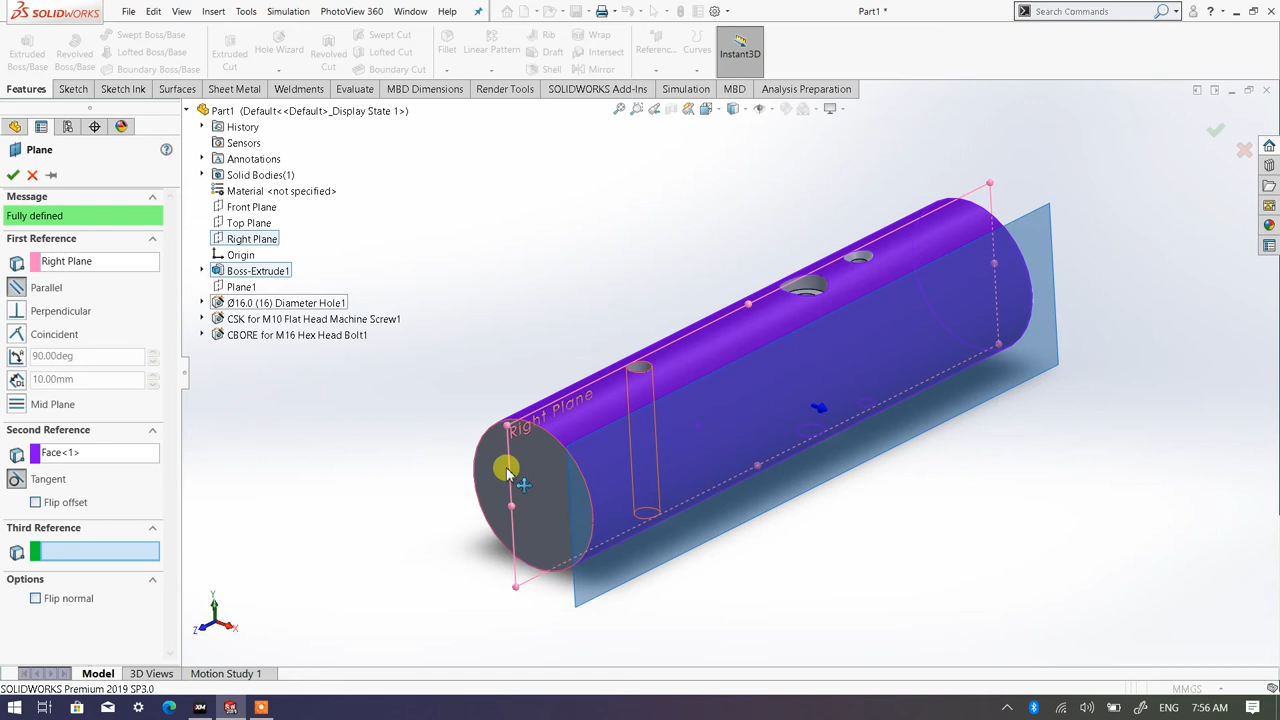 SOLIDWORKS
File Edit View Insert Tools Simulation PhotoView 360 Window Help
Part1 *
Search Commands
Extruded Boss/Base
Revolved Boss/Base
Swept Boss/Base
Lofted Boss/Base
Boundary Boss/Base
Extruded Cut
Hole Wizard
Revolved Cut
Swept Cut
Lofted Cut
Boundary Cut
Fillet
Linear Pattern
Rib
Draft
Shell
Wrap
Intersect
Mirror
Referenc...
Curves
Instant3D
Features Sketch Sketch Ink Surfaces Sheet Metal Weldments Evaluate MBD Dimensions Render Tools SOLIDWORKS Add-Ins Simulation MBD Analysis Preparation
Plane
Message
Fully defined
First Reference
Right Plane
Parallel
Perpendicular
Coincident
90.00deg
10.00mm
Mid Plane
Second Reference
Face<1>
Tangent
Flip offset
Third Reference
Options
Flip normal
Part1 (Default<<Default>_Display State 1>)
History
Sensors
Annotations
Solid Bodies(1)
Material <not specified>
Front Plane
Top Plane
Right Plane
Origin
Boss-Extrude1
Plane1
Ø16.0 (16) Diameter Hole1
CSK for M10 Flat Head Machine Screw1
CBORE for M16 Hex Head Bolt1
Right Plane
Y
Z
X
Model 3D Views Motion Study 1
SOLIDWORKS Premium 2019 SP3.0
MMGS
ENG 7:56 AM